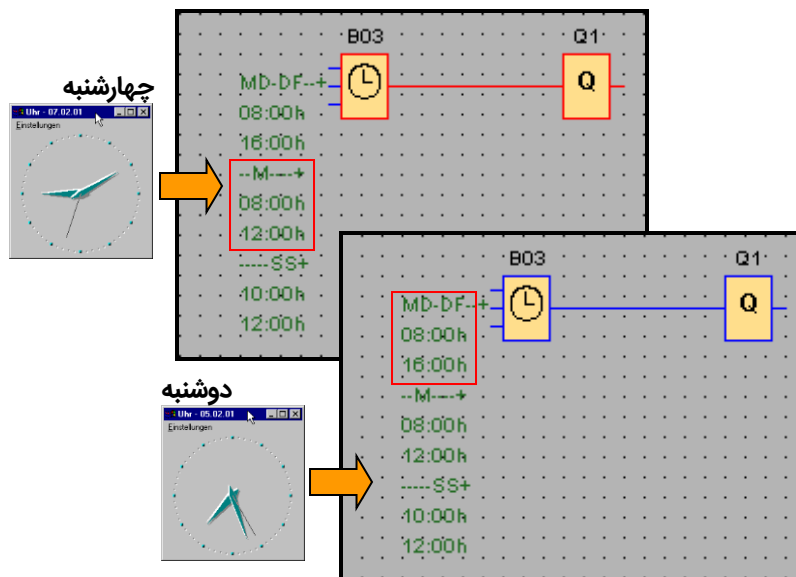 B03
Q1
چهارشنبه
Uhr - 07.02.01
Einstellungen
MD-DF--+
Q
08:00h
16:00h
--M----+
08:00h
12:00h
-----SS+
10:00h
12:00h
B03
Q1
MD-DF--+
Q
08:00h
16:00h
--M----+
08:00h
12:00h
-----SS+
10:00h
12:00h
دوشنبه
Uhr - 05.02.01
Einstellungen